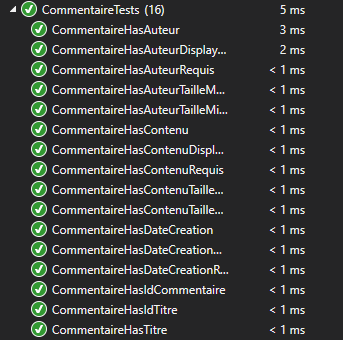 CommentaireTests (16) 5 ms
CommentaireHasAuteur 3 ms
CommentaireHasAuteurDisplay... 2 ms
CommentaireHasAuteurRequis < 1 ms
CommentaireHasAuteurTailleM... < 1 ms
CommentaireHasAuteurTailleMi... < 1 ms
CommentaireHasContenu < 1 ms
CommentaireHasContenuDispl... < 1 ms
CommentaireHasContenuRequis < 1 ms
CommentaireHasContenuTaille... < 1 ms
CommentaireHasContenuTaille... < 1 ms
CommentaireHasDateCreation < 1 ms
CommentaireHasDateCreation... < 1 ms
CommentaireHasDateCreationR... < 1 ms
CommentaireHasIdCommentaire < 1 ms
CommentaireHasIdTitre < 1 ms
CommentaireHasTitre < 1 ms